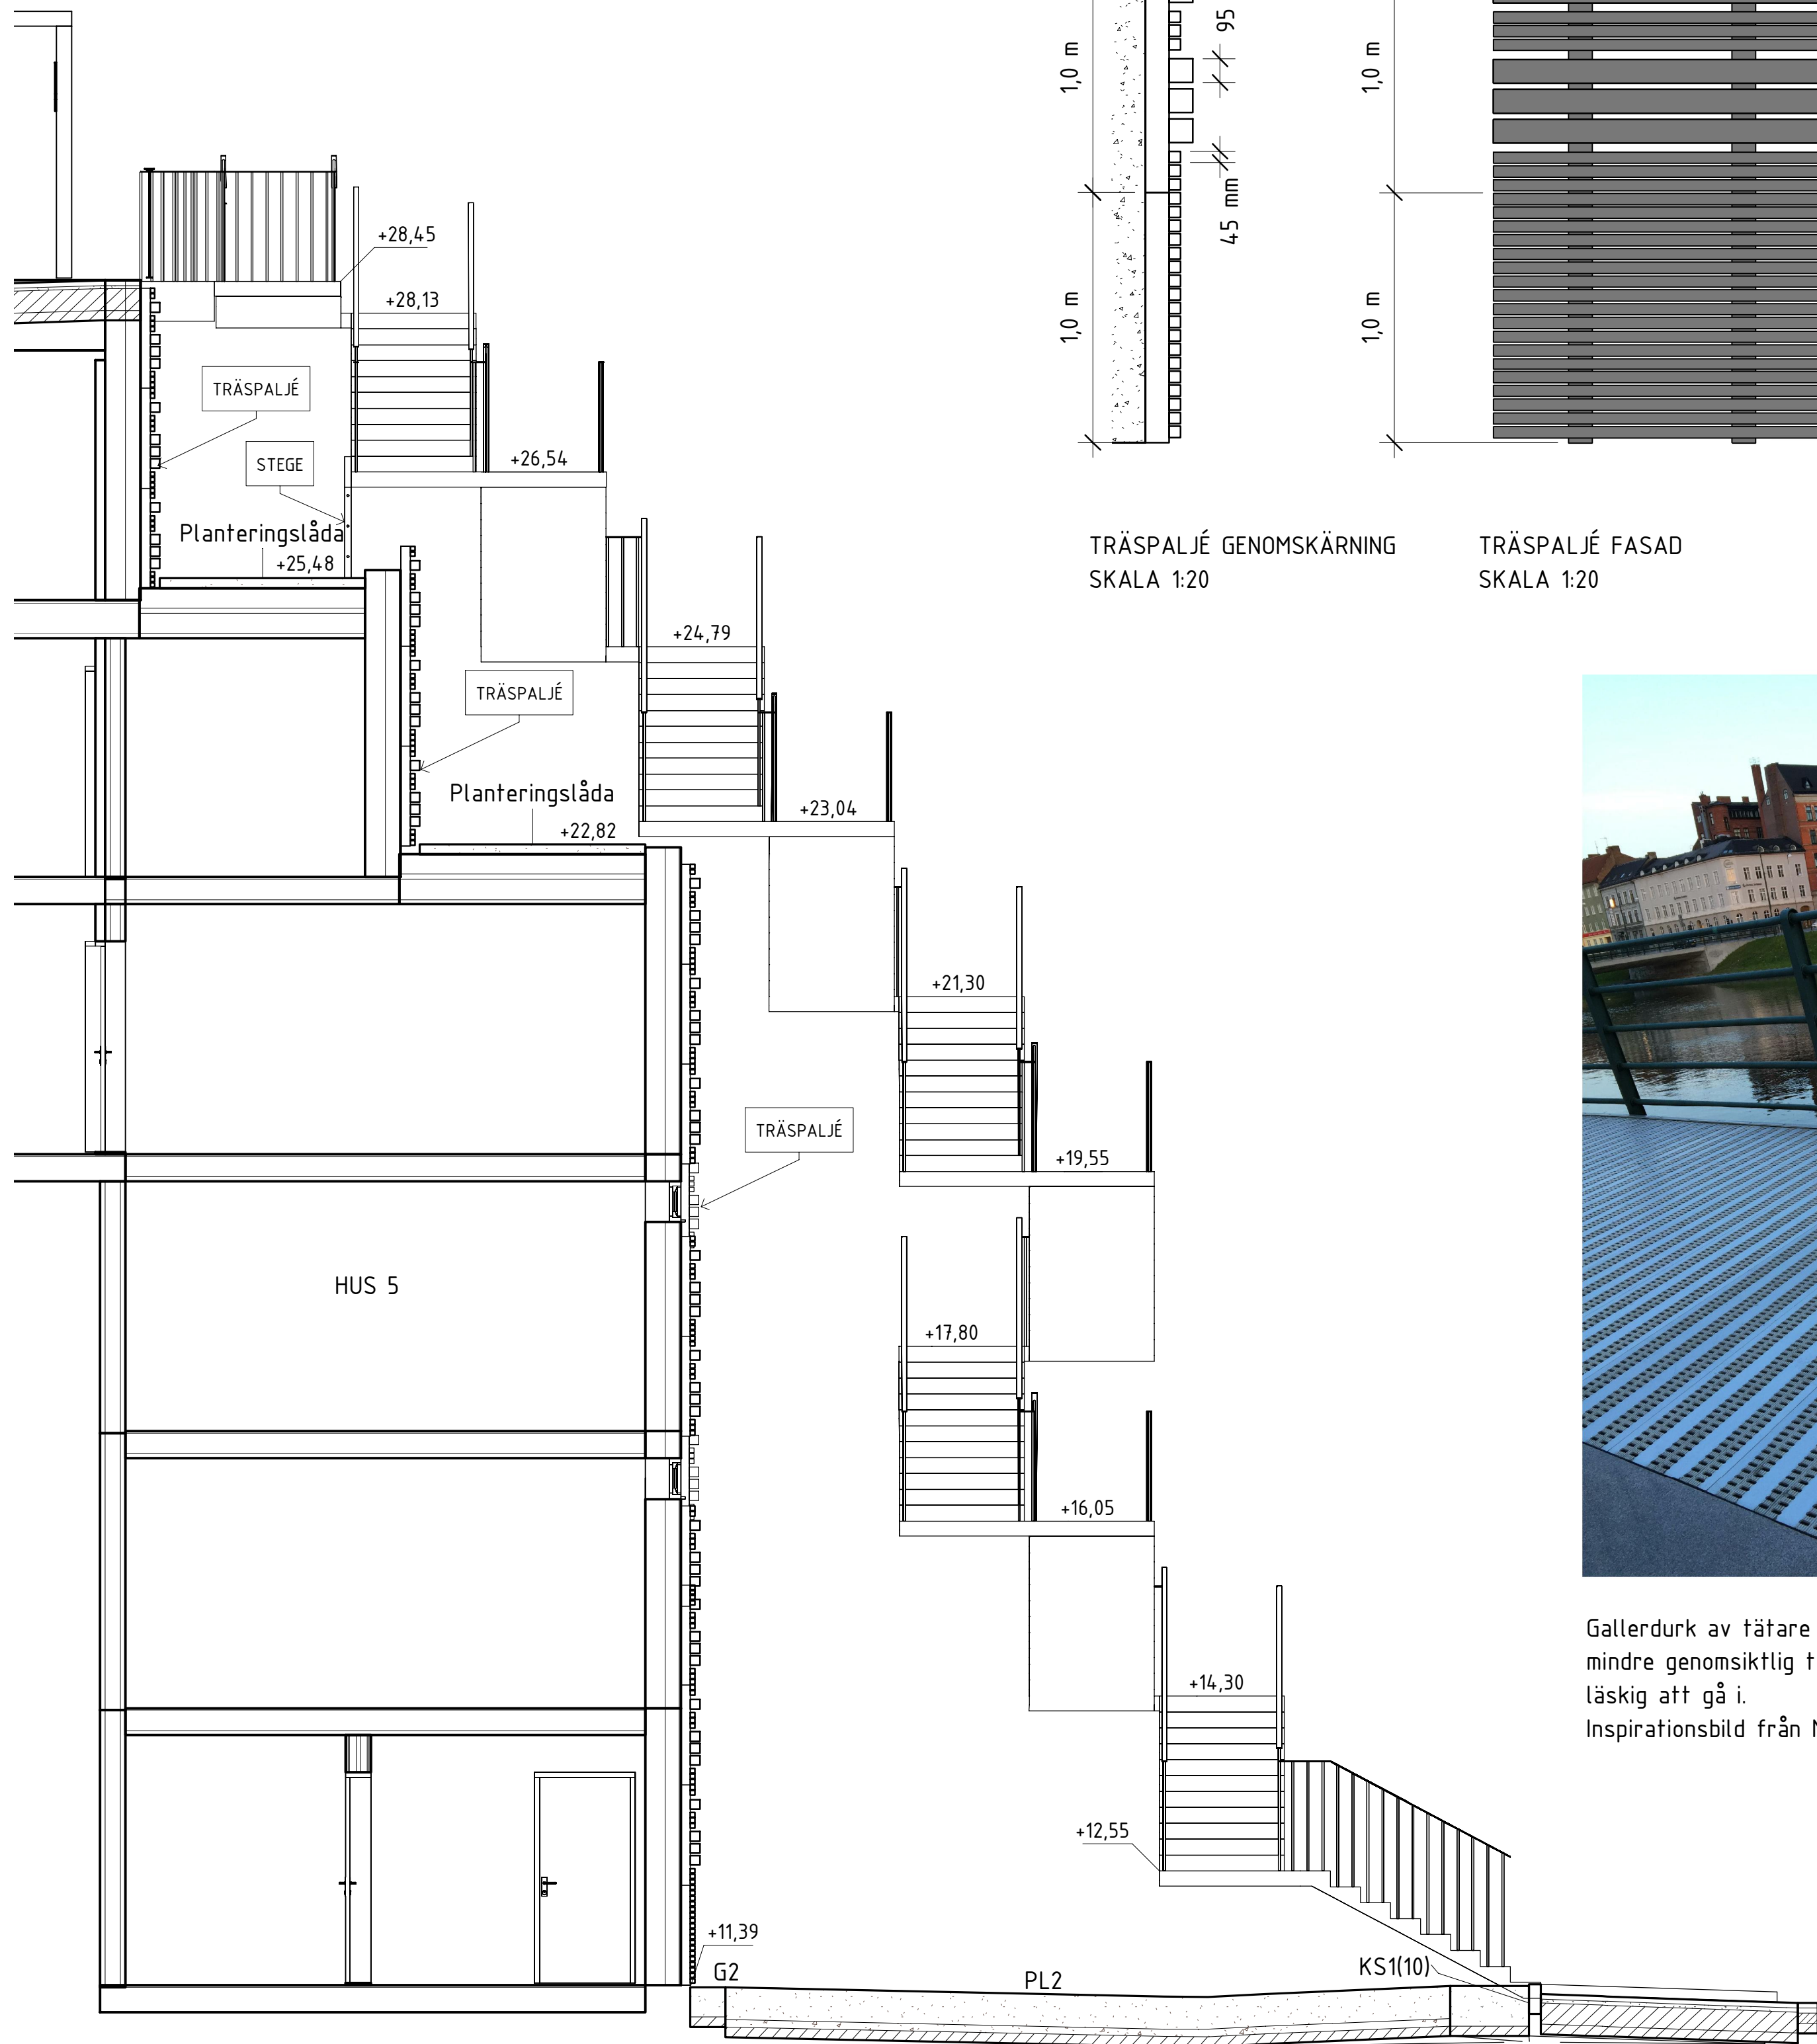 95
1,0 m
1,0 m
+28,45
45 mm
+28,13
1,0 m
1,0 m
TRÄSPALJÉ
STEGE
+26,54
Planteringslåda
+25,48
TRÄSPALJÉ GENOMSKÄRNING
SKALA 1:20
TRÄSPALJÉ FASAD
SKALA 1:20
+24,79
TRÄSPALJÉ
Planteringslåda
+23,04
+22,82
+21,30
TRÄSPALJÉ
+19,55
HUS 5
+17,80
+16,05
Gallerdurk av tätare
mindre genomsiktlig t
läskig att gå i.
Inspirationsbild från
+14,30
+12,55
+11,39
G2
PL2
KS1(10)